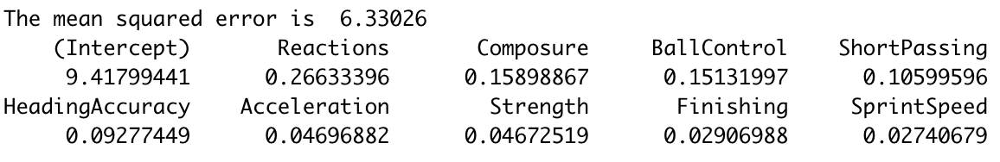 The mean squared error is  6.33026
(Intercept) Reactions Composure BallControl ShortPassing
9.41799441 0.26633396 0.15898867 0.15131997 0.10599596
HeadingAccuracy Acceleration Strength Finishing SprintSpeed
0.09277449 0.04696882 0.04672519 0.02906988 0.02740679